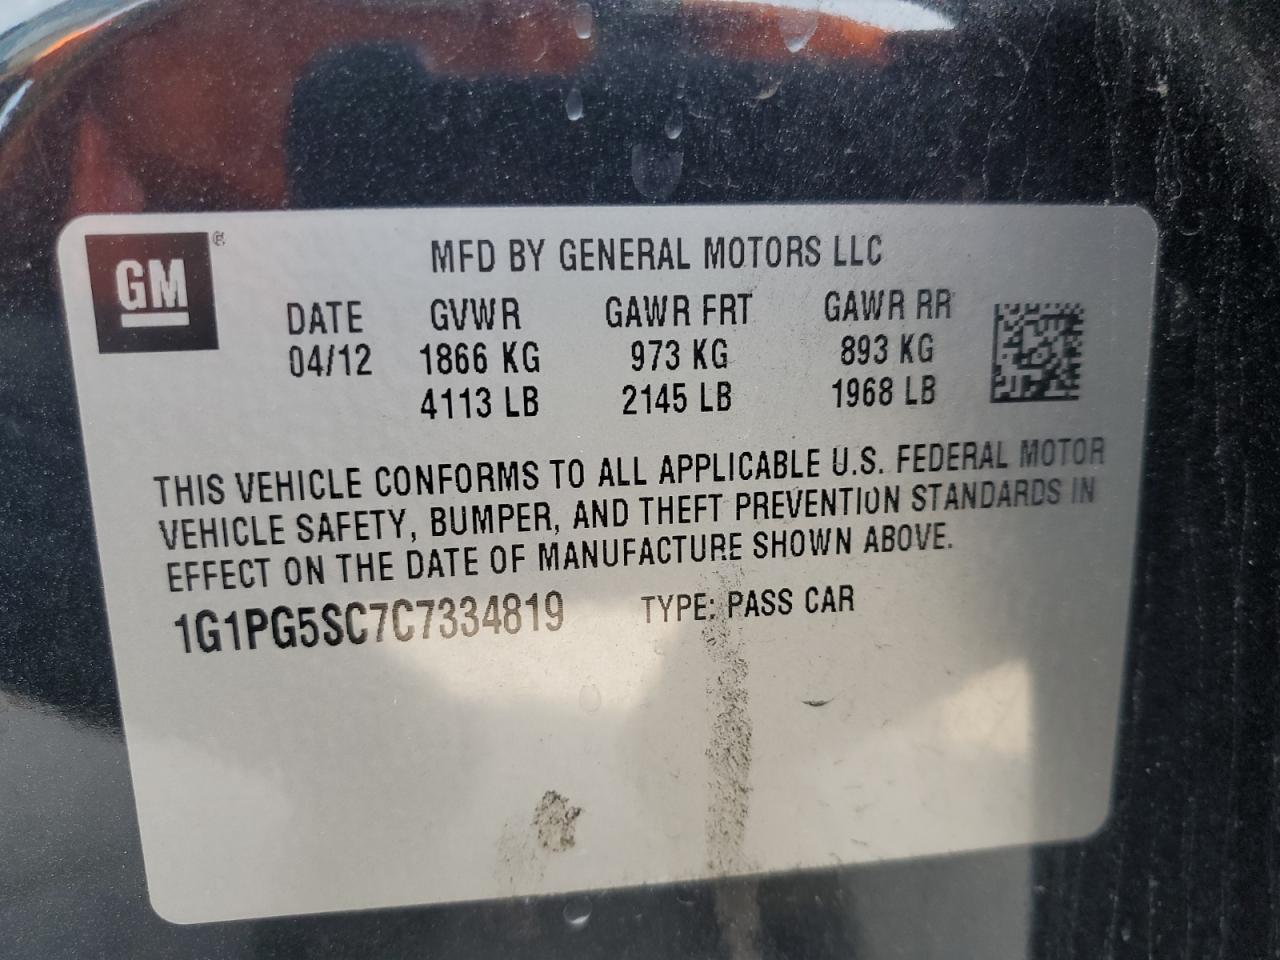 GM ®
MFD BY GENERAL MOTORS LLC
DATE GVWR GAWR FRT GAWR RR
04/12 1866 KG 973 KG 893 KG
4113 LB 2145 LB 1968 LB
THIS VEHICLE CONFORMS TO ALL APPLICABLE U.S. FEDERAL MOTOR
VEHICLE SAFETY, BUMPER, AND THEFT PREVENTION STANDARDS IN
EFFECT ON THE DATE OF MANUFACTURE SHOWN ABOVE.
1G1PG5SC7C7334819 TYPE: PASS CAR